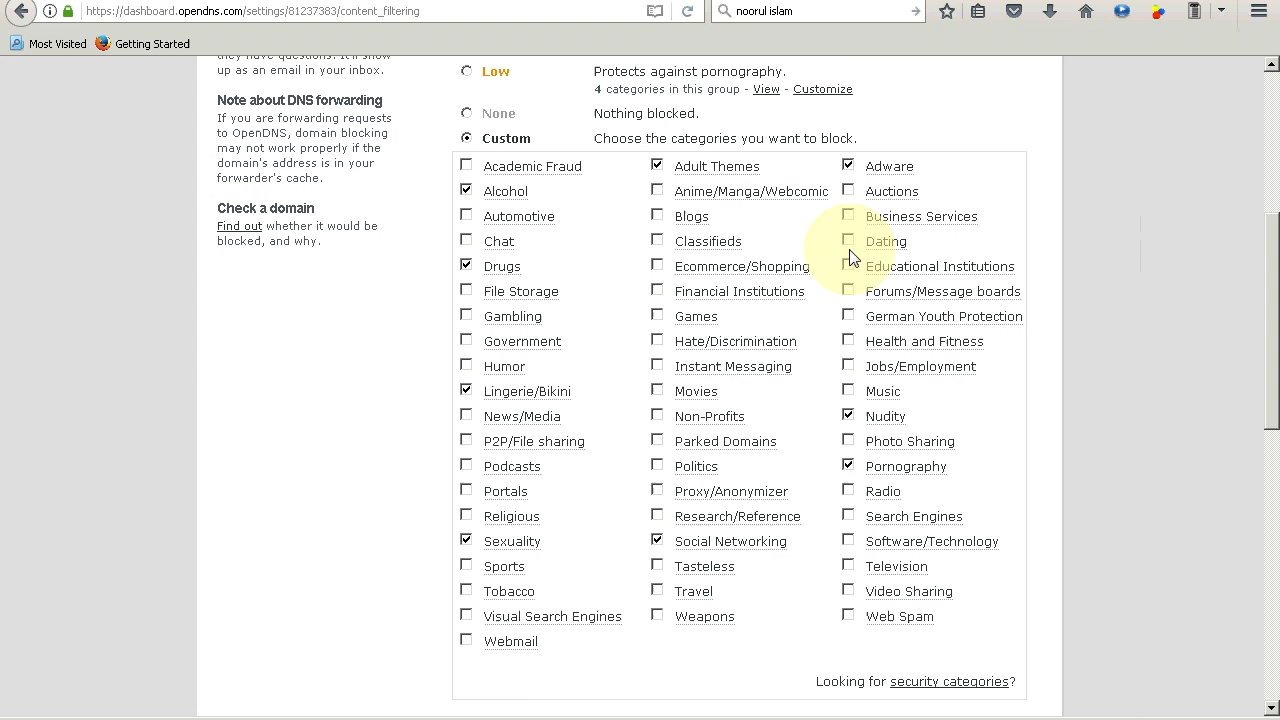 https://dashboard.opendns.com/settings/81237383/content_filtering
noorul islam
Most Visited
Getting Started
up as an email in your inbox.
Note about DNS forwarding
If you are forwarding requests
to OpenDNS, domain blocking
may not work properly if the
domain's address is in your
forwarder's cache.
Check a domain
Find out whether it would be
blocked, and why.
Low Protects against pornography.
4 categories in this group - View - Customize
None Nothing blocked.
Custom Choose the categories you want to block.
Academic Fraud Adult Themes Adware
Alcohol Anime/Manga/Webcomic Auctions
Automotive Blogs Business Services
Chat Classifieds Dating
Drugs Ecommerce/Shopping Educational Institutions
File Storage Financial Institutions Forums/Message boards
Gambling Games German Youth Protection
Government Hate/Discrimination Health and Fitness
Humor Instant Messaging Jobs/Employment
Lingerie/Bikini Movies Music
News/Media Non-Profits Nudity
P2P/File sharing Parked Domains Photo Sharing
Podcasts Politics Pornography
Portals Proxy/Anonymizer Radio
Religious Research/Reference Search Engines
Sexuality Social Networking Software/Technology
Sports Tasteless Television
Tobacco Travel Video Sharing
Visual Search Engines Weapons Web Spam
Webmail
Looking for security categories?